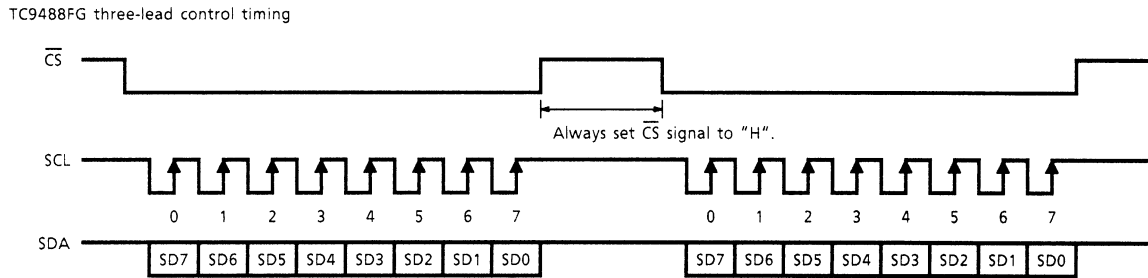 TC9488FG three-lead control timing
CS
Always set CS signal to "H".
SCL
0 1 2 3 4 5 6 7 0 1 2 3 4 5 6 7
SDA
SD7 SD6 SD5 SD4 SD3 SD2 SD1 SD0 SD7 SD6 SD5 SD4 SD3 SD2 SD1 SD0